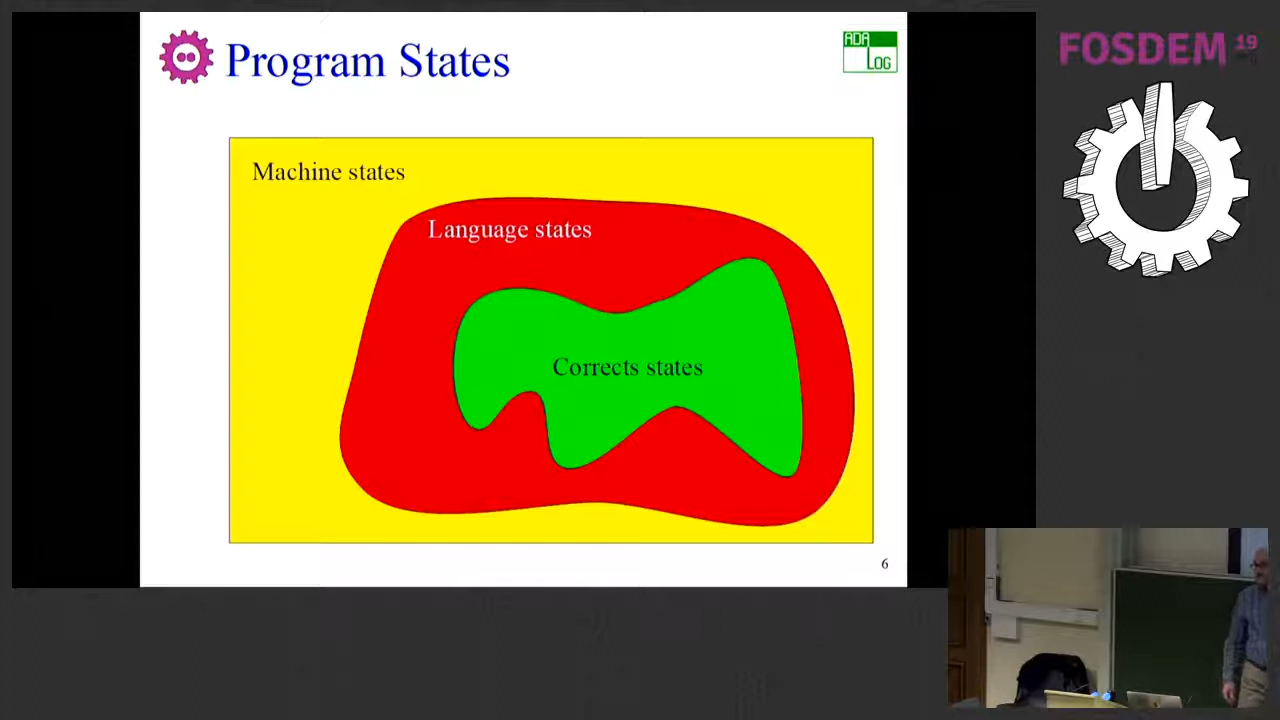 Program States
ADA
LOG
FOSDEM 19
Machine states
Language states
Corrects states
6